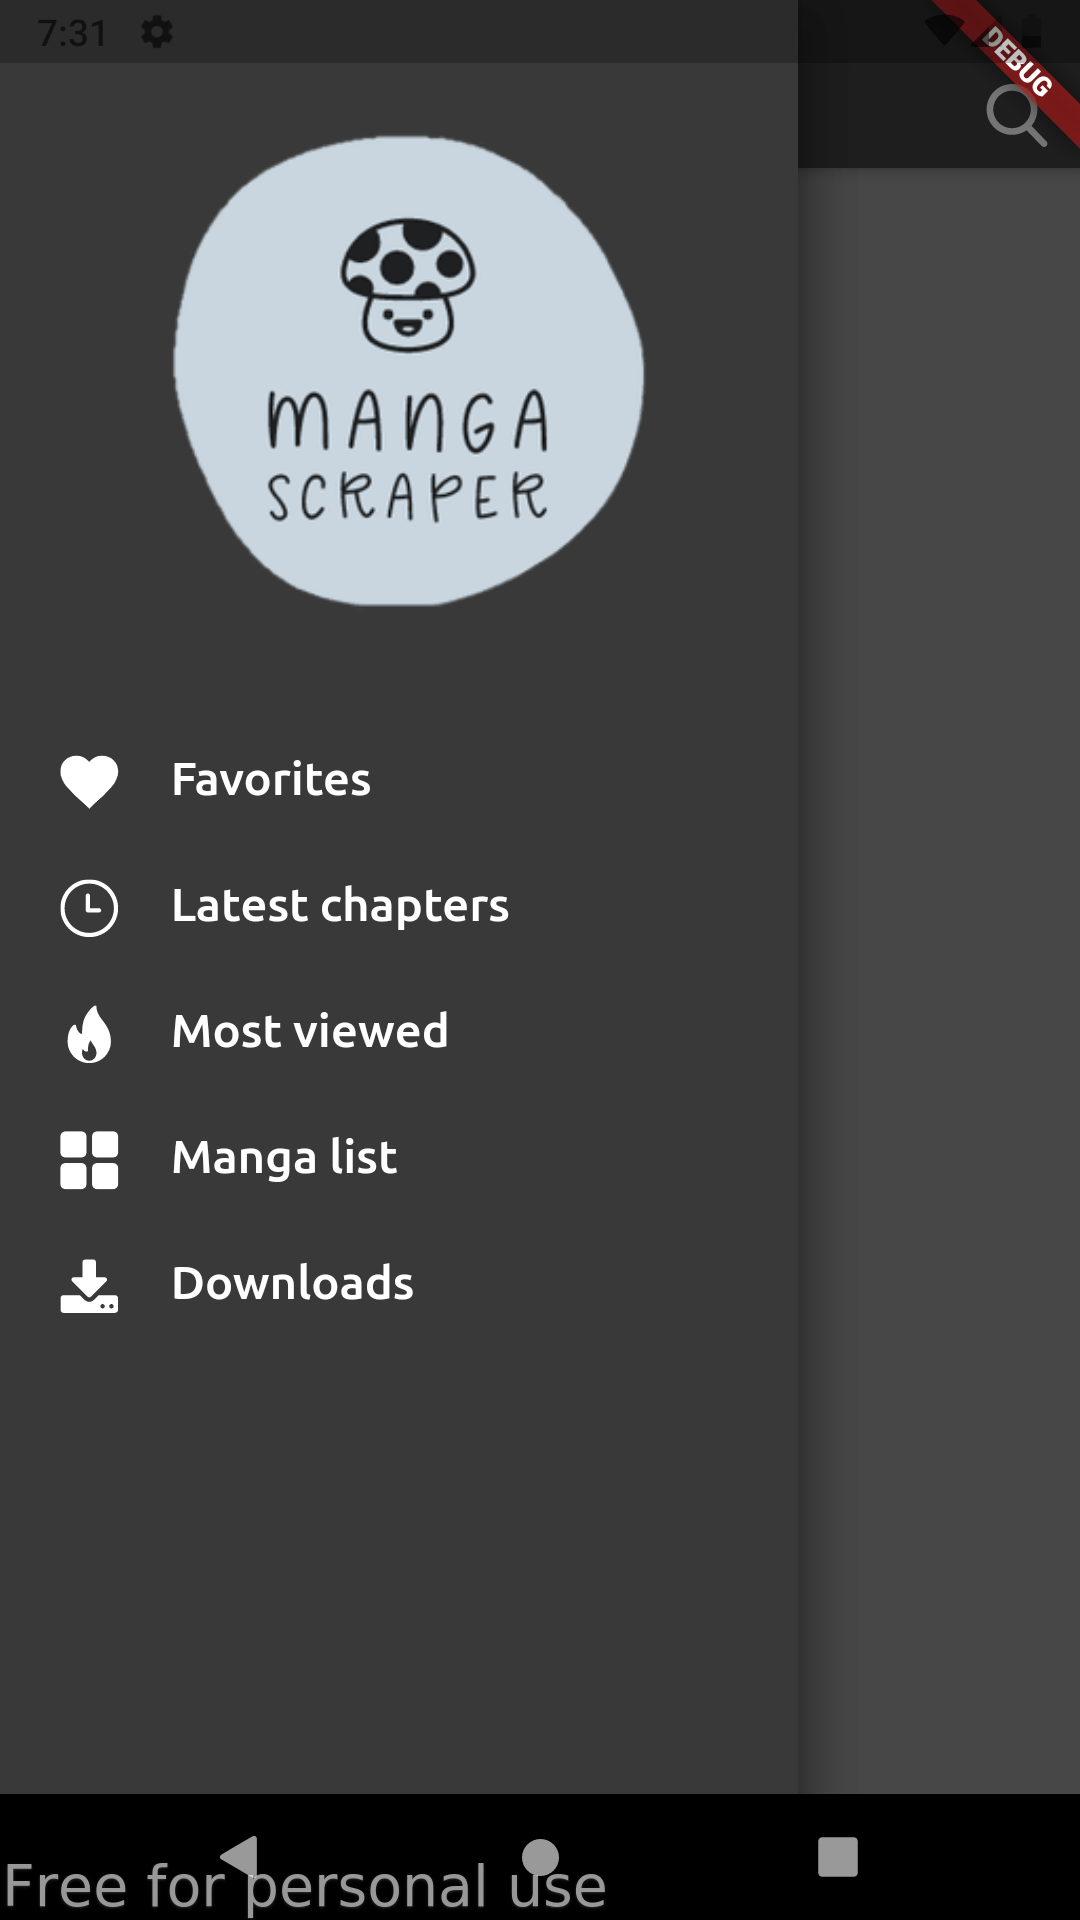 7:31
DEBUG
MANGA
SCRAPER
Favorites
Latest chapters
Most viewed
Manga list
Downloads
Free for personal use